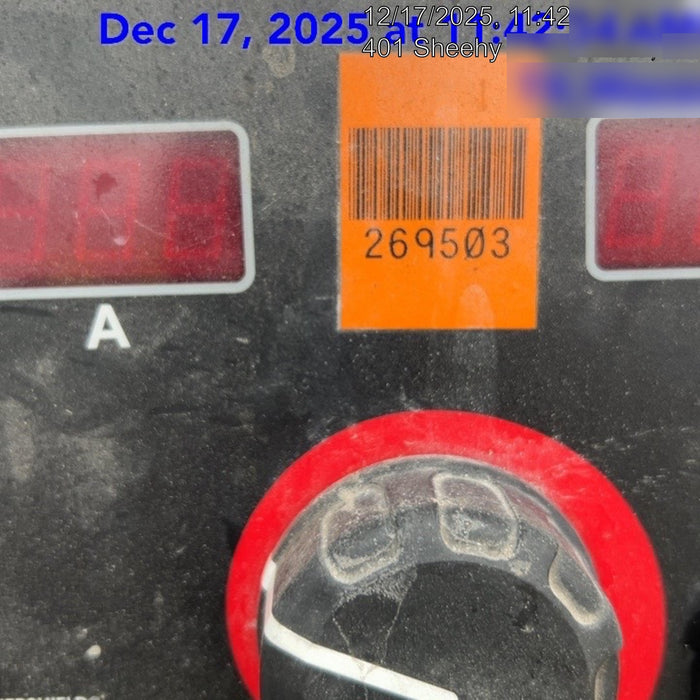 Dec 17, 2025 at 11:42
12/17/2025, 11:42
401 Sheehy
269503
A